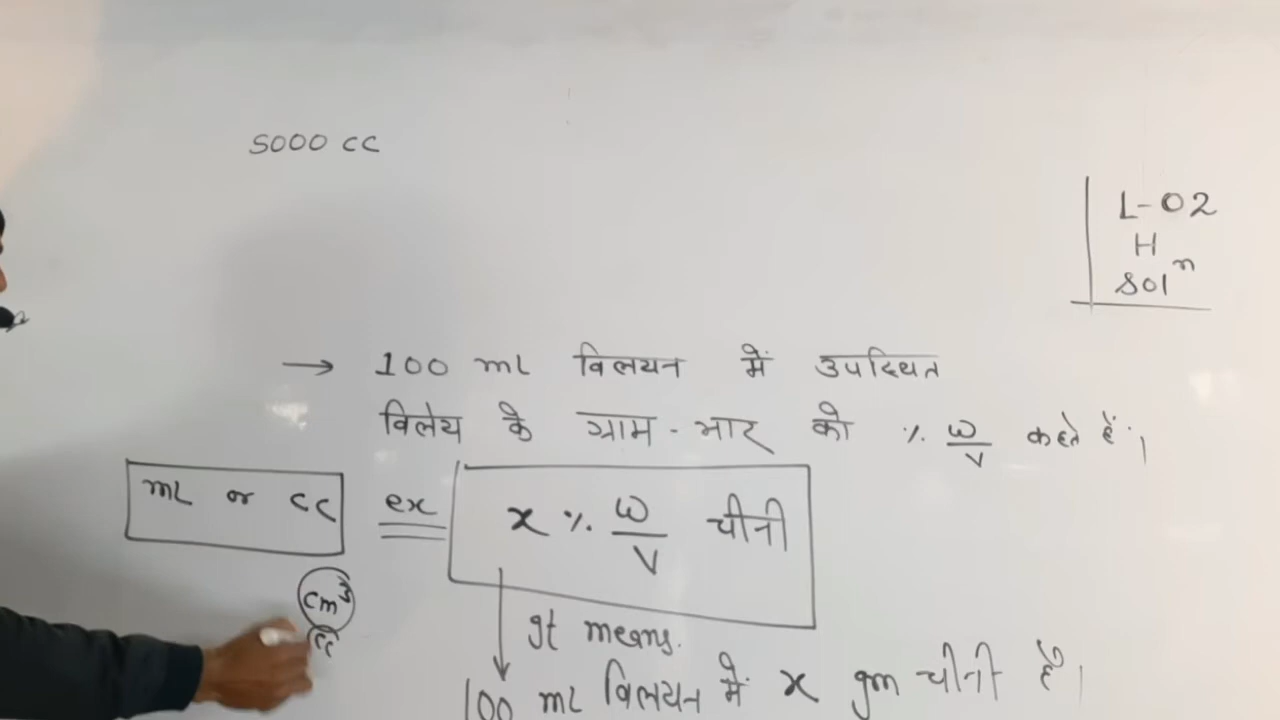 5000 CC
L-02
H
Solⁿ
→ 100 ml विलयन में उपस्थित
विलेय के ग्राम-भार को % w/v कहते हैं।
ml or CC
ex x % w/v चीनी
cm³
CC
It means.
100 ml विलयन में x gm चीनी है।